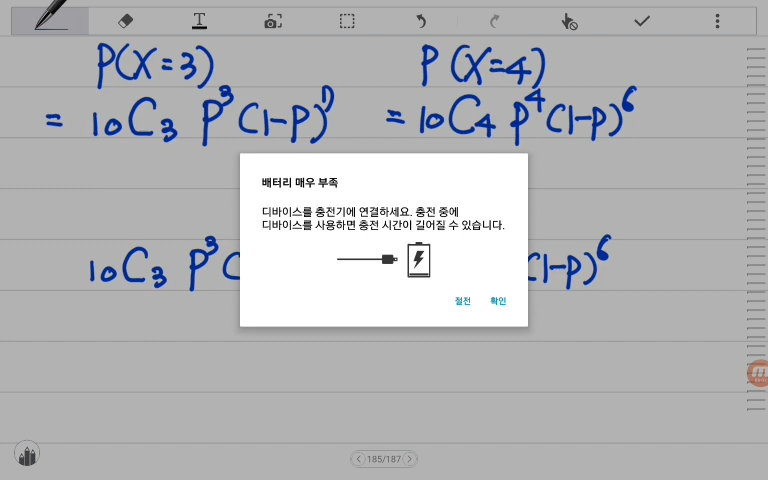 P(X=3) P(X=4)
= 10C3 P^3 (1-P)^7 = 10C4 P^4 (1-P)^6
배터리 매우 부족
디바이스를 충전기에 연결하세요. 충전 중에
디바이스를 사용하면 충전 시간이 길어질 수 있습니다.
10C3 P^3 ( (1-P)^6
절전 확인
185/187